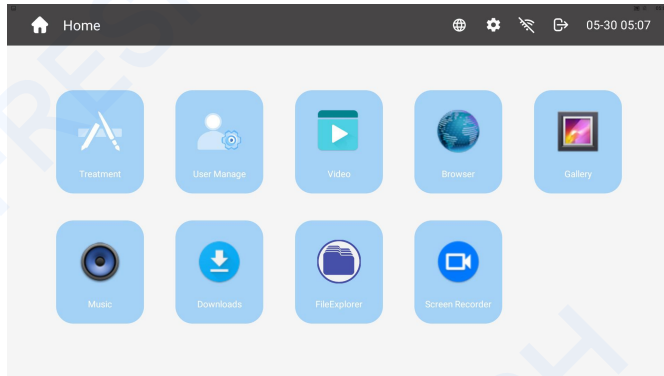 Home
05-30 05:07
Treatment
User Manage
Video
Browser
Gallery
Music
Downloads
FileExplorer
Screen Recorder